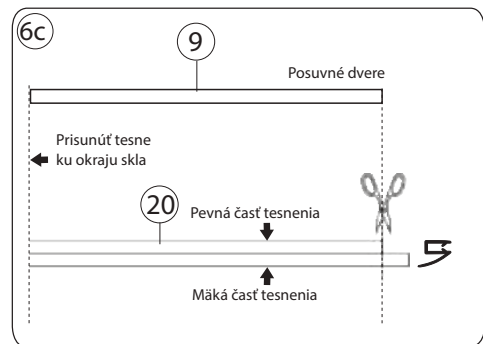 6c
9
Posuvné dvere
Prisunúť tesne
ku okraju skla
20
Pevná časť tesnenia
Mäká časť tesnenia